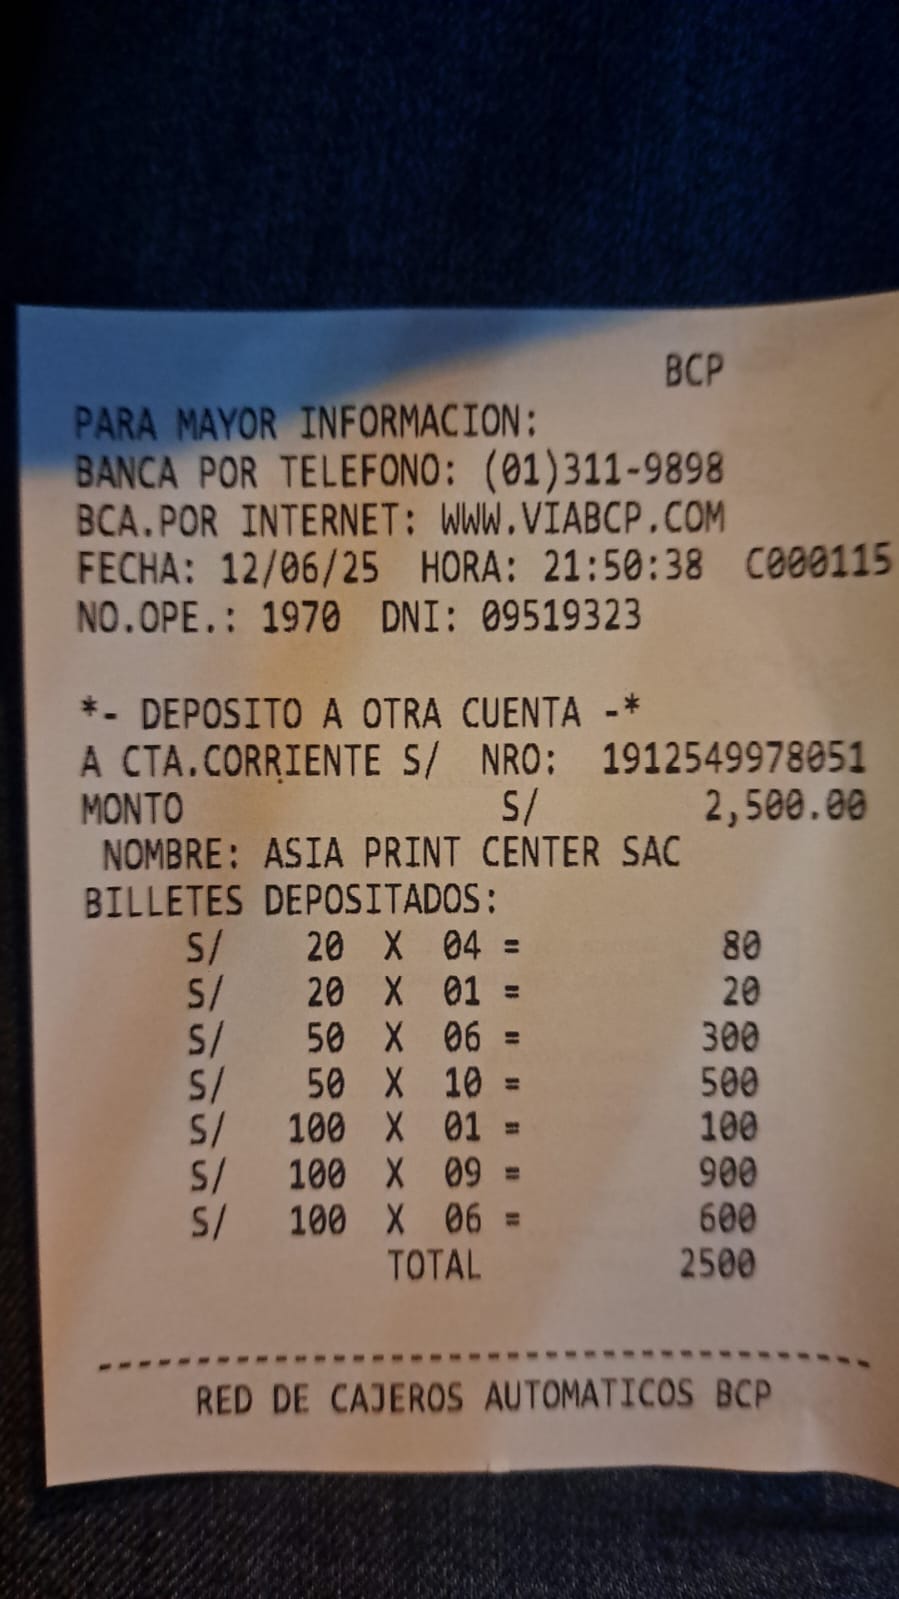 BCP
PARA MAYOR INFORMACION:
BANCA POR TELEFONO: (01)311-9898
BCA.POR INTERNET: WWW.VIABCP.COM
FECHA: 12/06/25 HORA: 21:50:38 C000115
NO.OPE.: 1970 DNI: 09519323
*- DEPOSITO A OTRA CUENTA -*
A CTA.CORRIENTE S/ NRO: 1912549978051
MONTO S/ 2,500.00
NOMBRE: ASIA PRINT CENTER SAC
BILLETES DEPOSITADOS:
S/ 20 X 04 = 80
S/ 20 X 01 = 20
S/ 50 X 06 = 300
S/ 50 X 10 = 500
S/ 100 X 01 = 100
S/ 100 X 09 = 900
S/ 100 X 06 = 600
TOTAL 2500
----------------------------------------
RED DE CAJEROS AUTOMATICOS BCP